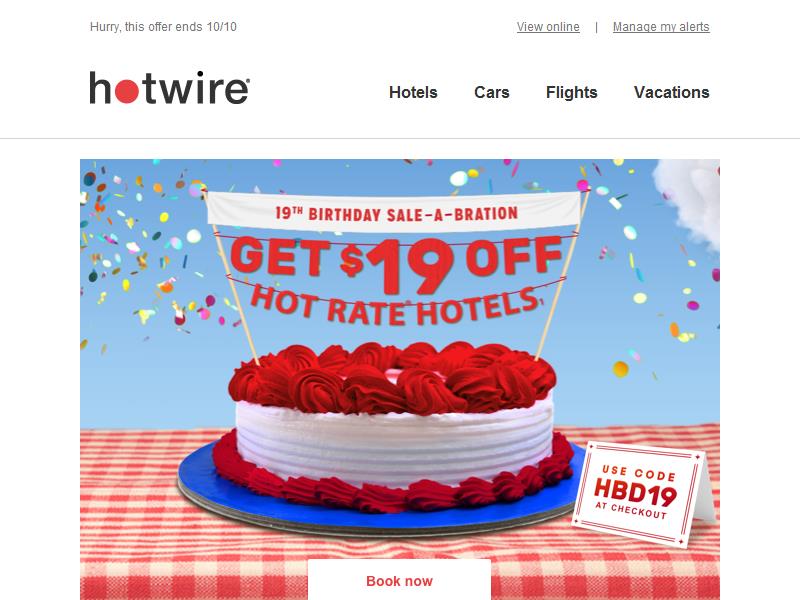 Hurry, this offer ends 10/10
View online | Manage my alerts
hotwire®
Hotels Cars Flights Vacations
19TH BIRTHDAY SALE-A-BRATION
GET $19 OFF
HOT RATE® HOTELS.¹
USE CODE
HBD19
AT CHECKOUT
Book now